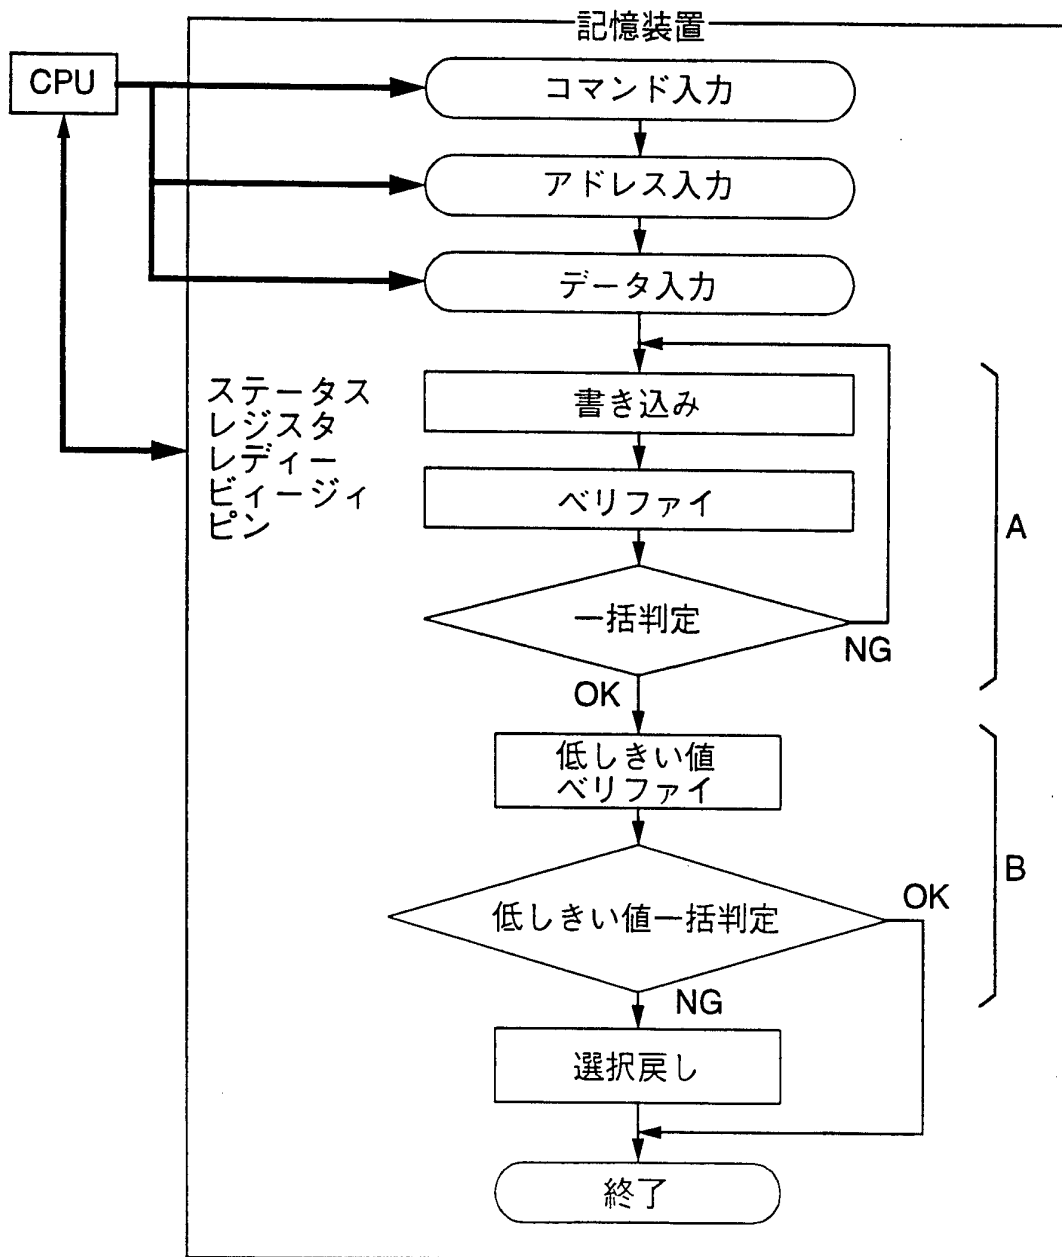 記憶装置
CPU
コマンド入力
アドレス入力
データ入力
ステータス
レジスタ
レディー
ビィージィ
ピン
書き込み
ベリファイ
一括判定
NG
OK
A
低しきい値
ベリファイ
低しきい値一括判定
OK
NG
B
選択戻し
終了